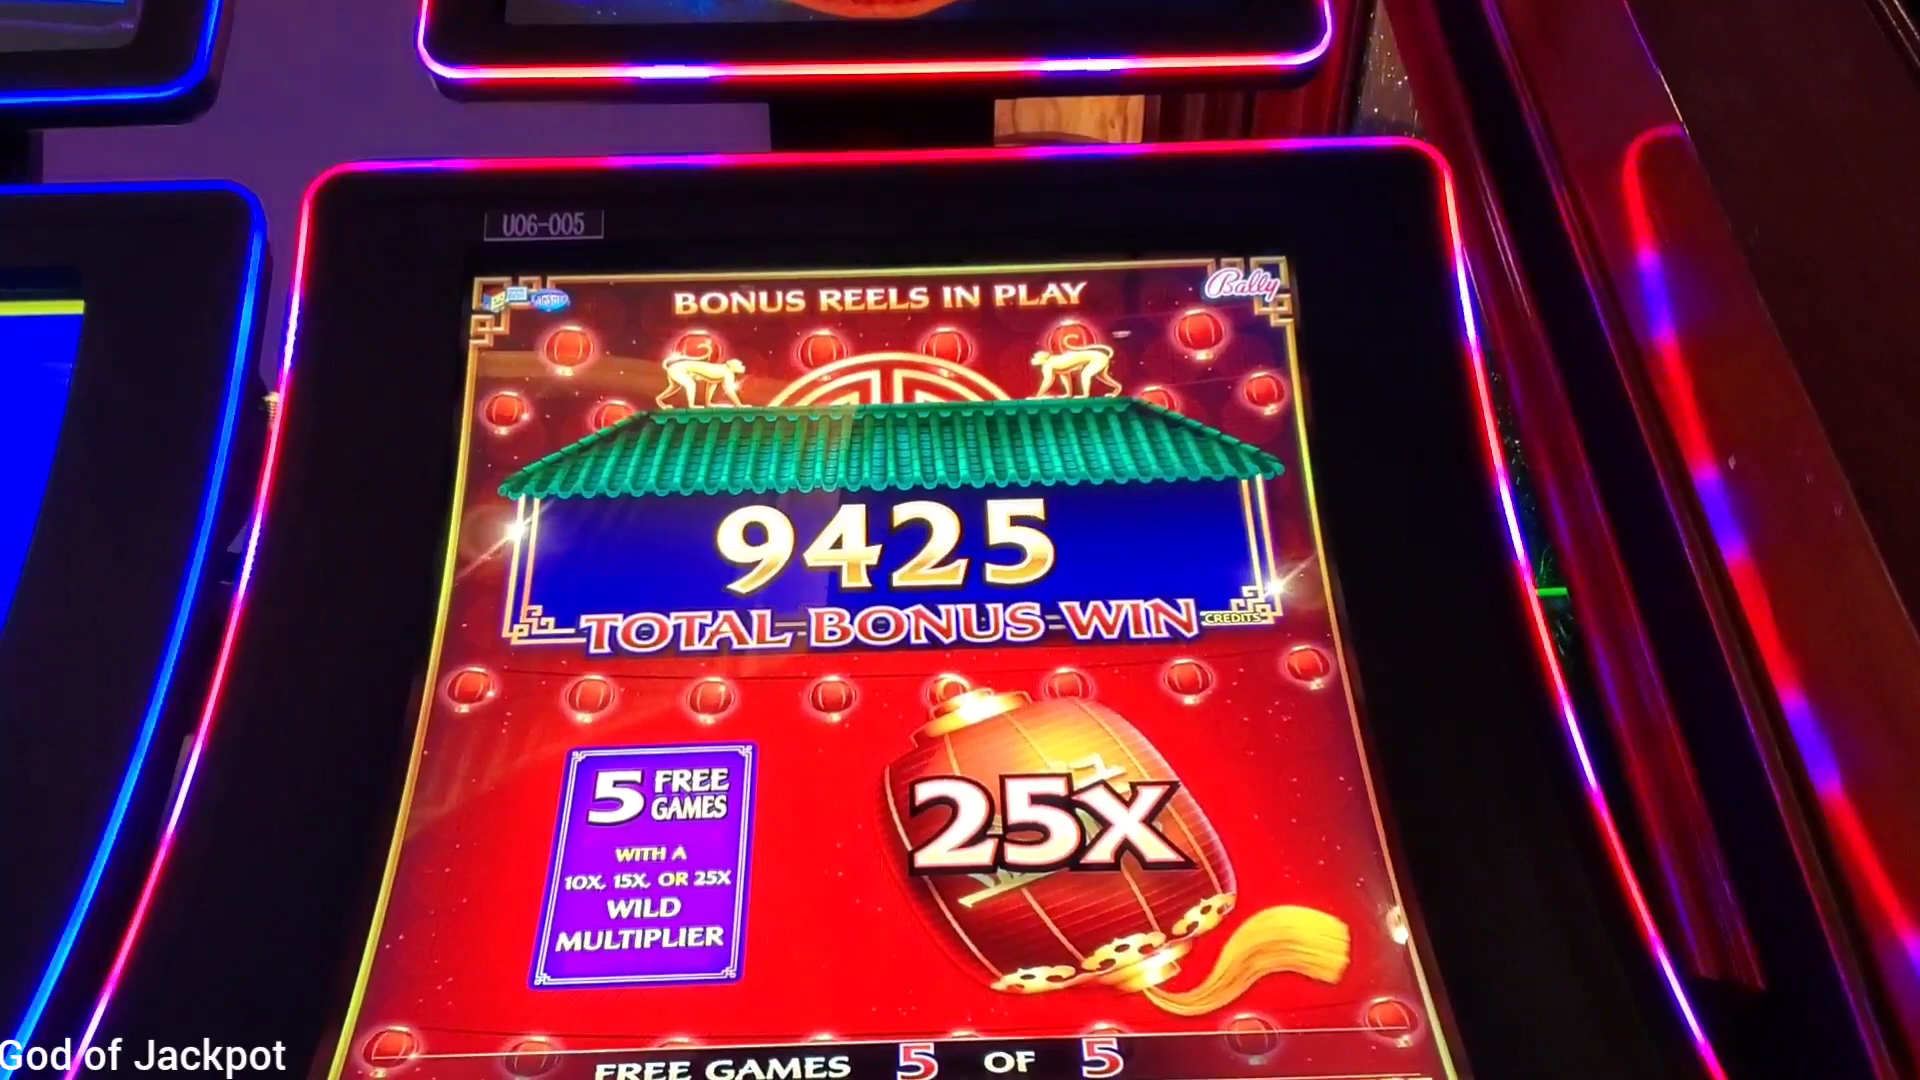 U06-005
BONUS REELS IN PLAY
Bally
9425
TOTAL BONUS WIN
CREDITS
5 FREE GAMES
WITH A
10X, 15X, OR 25X
WILD
MULTIPLIER
25X
FREE GAMES 5 OF 5
God of Jackpot